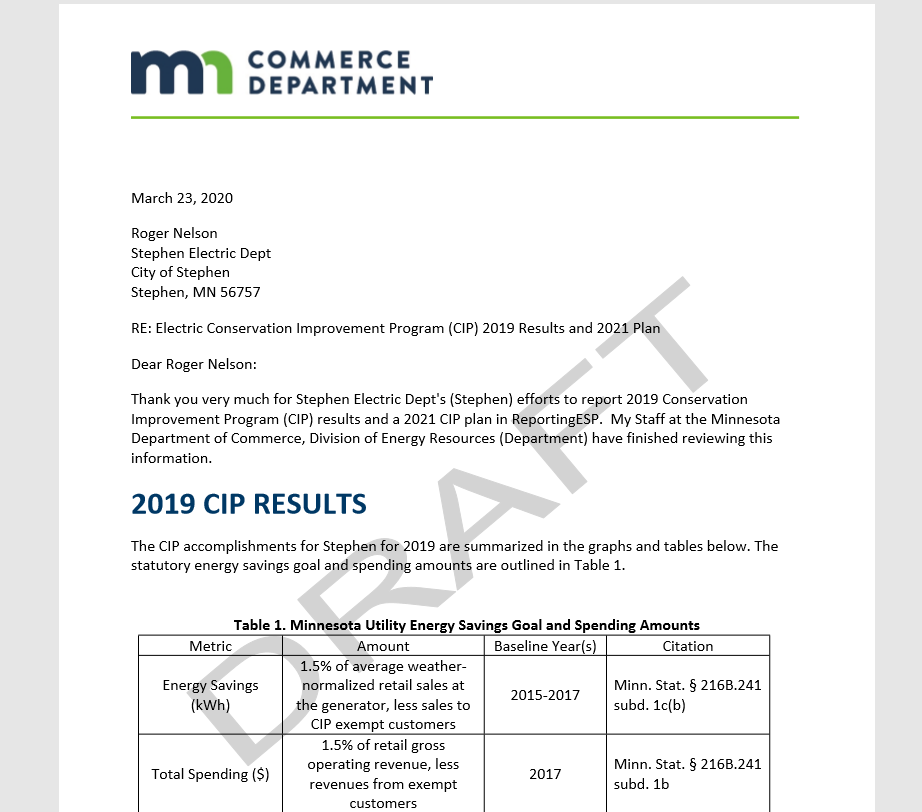 mn COMMERCE
DEPARTMENT
March 23, 2020
Roger Nelson
Stephen Electric Dept
City of Stephen
Stephen, MN 56757
RE: Electric Conservation Improvement Program (CIP) 2019 Results and 2021 Plan
Dear Roger Nelson:
Thank you very much for Stephen Electric Dept's (Stephen) efforts to report 2019 Conservation
Improvement Program (CIP) results and a 2021 CIP plan in ReportingESP.  My Staff at the Minnesota
Department of Commerce, Division of Energy Resources (Department) have finished reviewing this
information.
2019 CIP RESULTS
The CIP accomplishments for Stephen for 2019 are summarized in the graphs and tables below. The
statutory energy savings goal and spending amounts are outlined in Table 1.
DRAFT
Table 1. Minnesota Utility Energy Savings Goal and Spending Amounts
Metric Amount Baseline Year(s) Citation
Energy Savings
(kWh)
1.5% of average weather-
normalized retail sales at
the generator, less sales to
CIP exempt customers
2015-2017
Minn. Stat. § 216B.241
subd. 1c(b)
Total Spending ($)
1.5% of retail gross
operating revenue, less
revenues from exempt
customers
2017
Minn. Stat. § 216B.241
subd. 1b